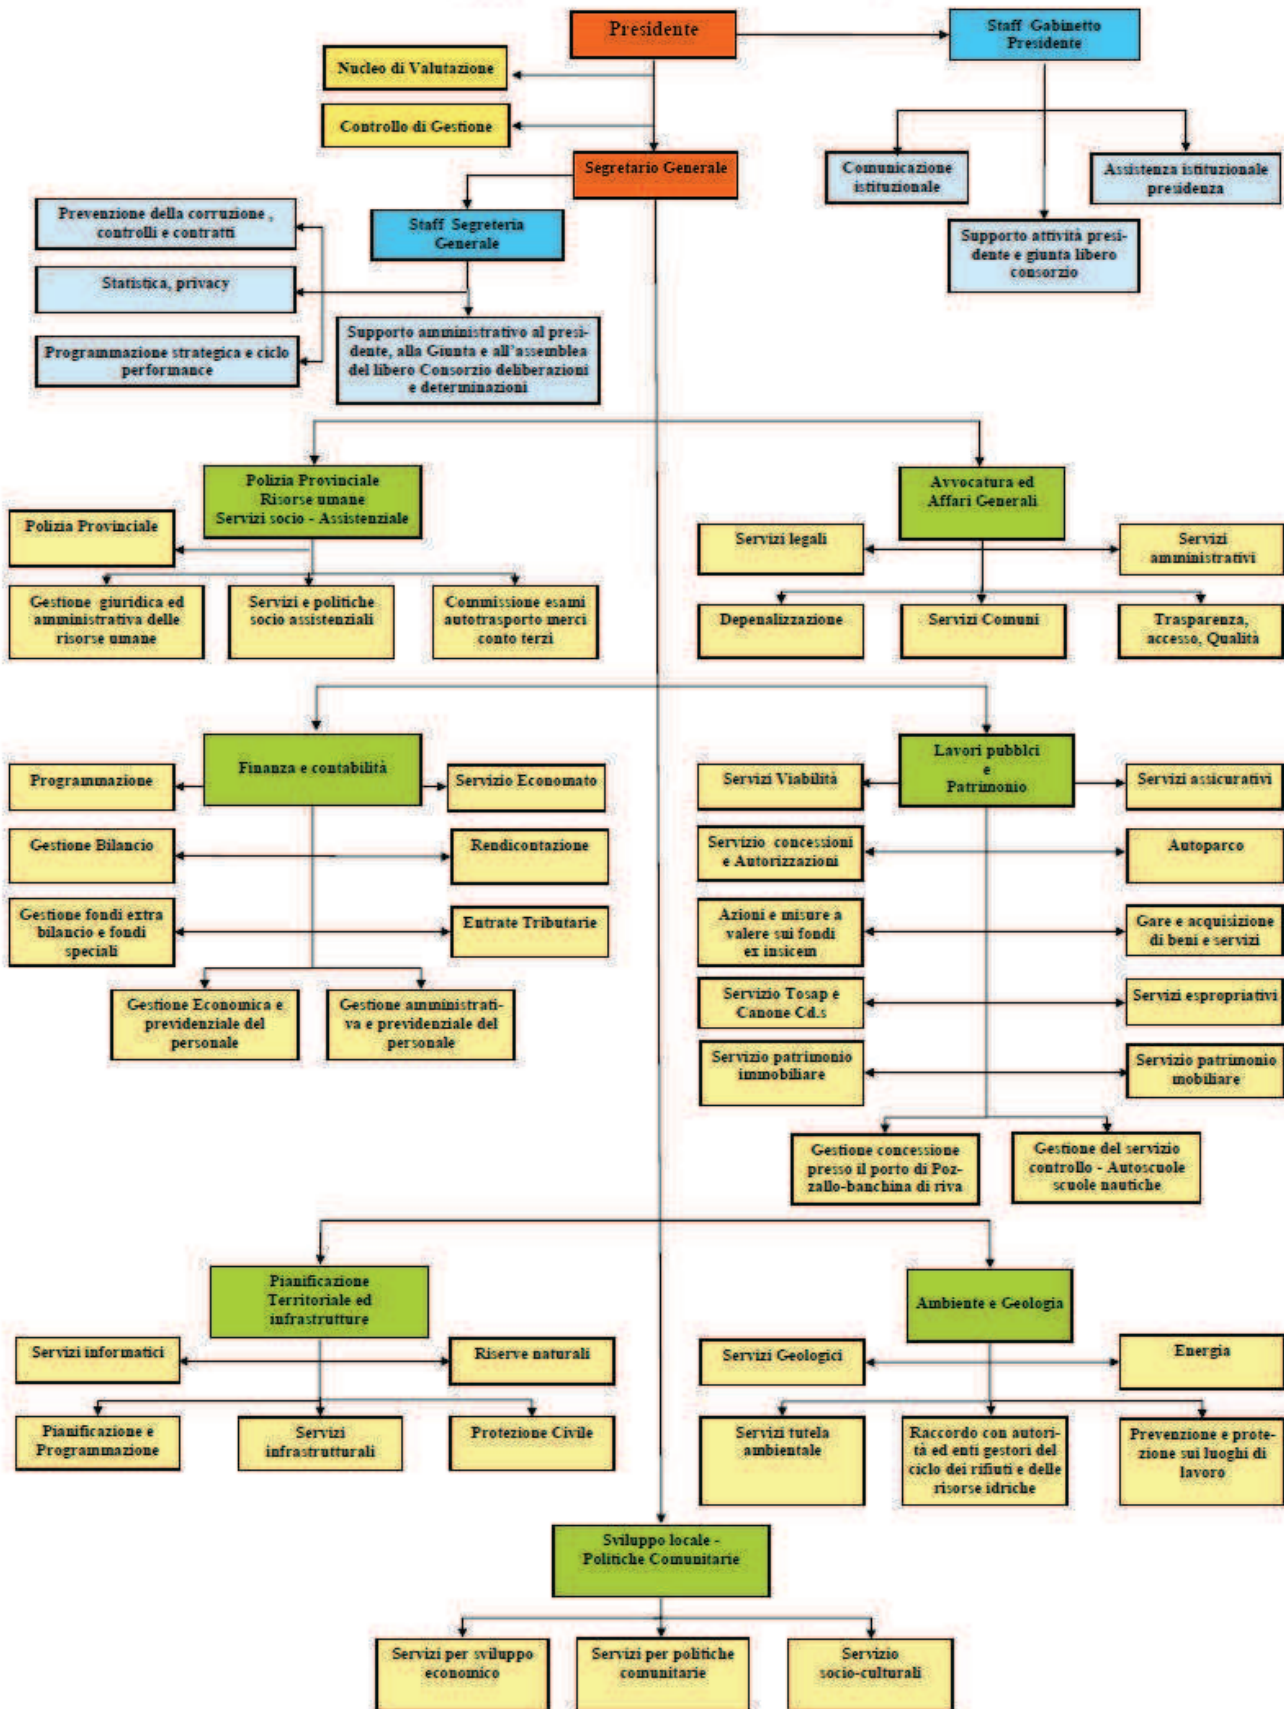 Presidente
Staff Gabinetto
Presidente
Nucleo di Valutazione
Controllo di Gestione
Segretario Generale
Comunicazione
istituzionale
Assistenza istituzionale
presidenza
Supporto attività presi-
dente e giunta libero
consorzio
Staff Segreteria
Generale
Prevenzione della corruzione ,
controlli e contratti
Statistica, privacy
Programmazione strategica e ciclo
performance
Supporto amministrativo al presi-
dente, alla Giunta e all'assemblea
del libero Consorzio deliberazioni
e determinazioni
Polizia Provinciale
Risorse umane
Servizi socio - Assistenziale
Polizia Provinciale
Gestione giuridica ed
amministrativa delle
risorse umane
Servizi e politiche
socio assistenziali
Commissione esami
autotrasporto merci
conto terzi
Avvocatura ed
Affari Generali
Servizi legali
Servizi
amministrativi
Depenalizzazione
Servizi Comuni
Trasparenza,
accesso, Qualità
Finanza e contabilità
Programmazione
Servizio Economato
Gestione Bilancio
Rendicontazione
Gestione fondi extra
bilancio e fondi
speciali
Entrate Tributarie
Gestione Economica e
previdenziale del
personale
Gestione amministrati-
va e previdenziale del
personale
Lavori pubblci
e
Patrimonio
Servizi Viabilità
Servizi assicurativi
Servizio concessioni
e Autorizzazioni
Autoparco
Azioni e misure a
valere sui fondi
ex insicem
Gare e acquisizione
di beni e servizi
Servizio Tosap e
Canone Cd.s
Servizi espropriativi
Servizio patrimonio
immobiliare
Servizio patrimonio
mobiliare
Gestione concessione
presso il porto di Poz-
zallo-banchina di riva
Gestione del servizio
controllo - Autoscuole
scuole nautiche
Pianificazione
Territoriale ed
infrastrutture
Servizi informatici
Riserve naturali
Pianificazione e
Programmazione
Servizi
infrastrutturali
Protezione Civile
Ambiente e Geologia
Servizi Geologici
Energia
Servizi tutela
ambientale
Raccordo con autori-
tà ed enti gestori del
ciclo dei rifiuti e delle
risorse idriche
Prevenzione e prote-
zione sui luoghi di
lavoro
Sviluppo locale -
Politiche Comunitarie
Servizi per sviluppo
economico
Servizi per politiche
comunitarie
Servizio
socio-culturali